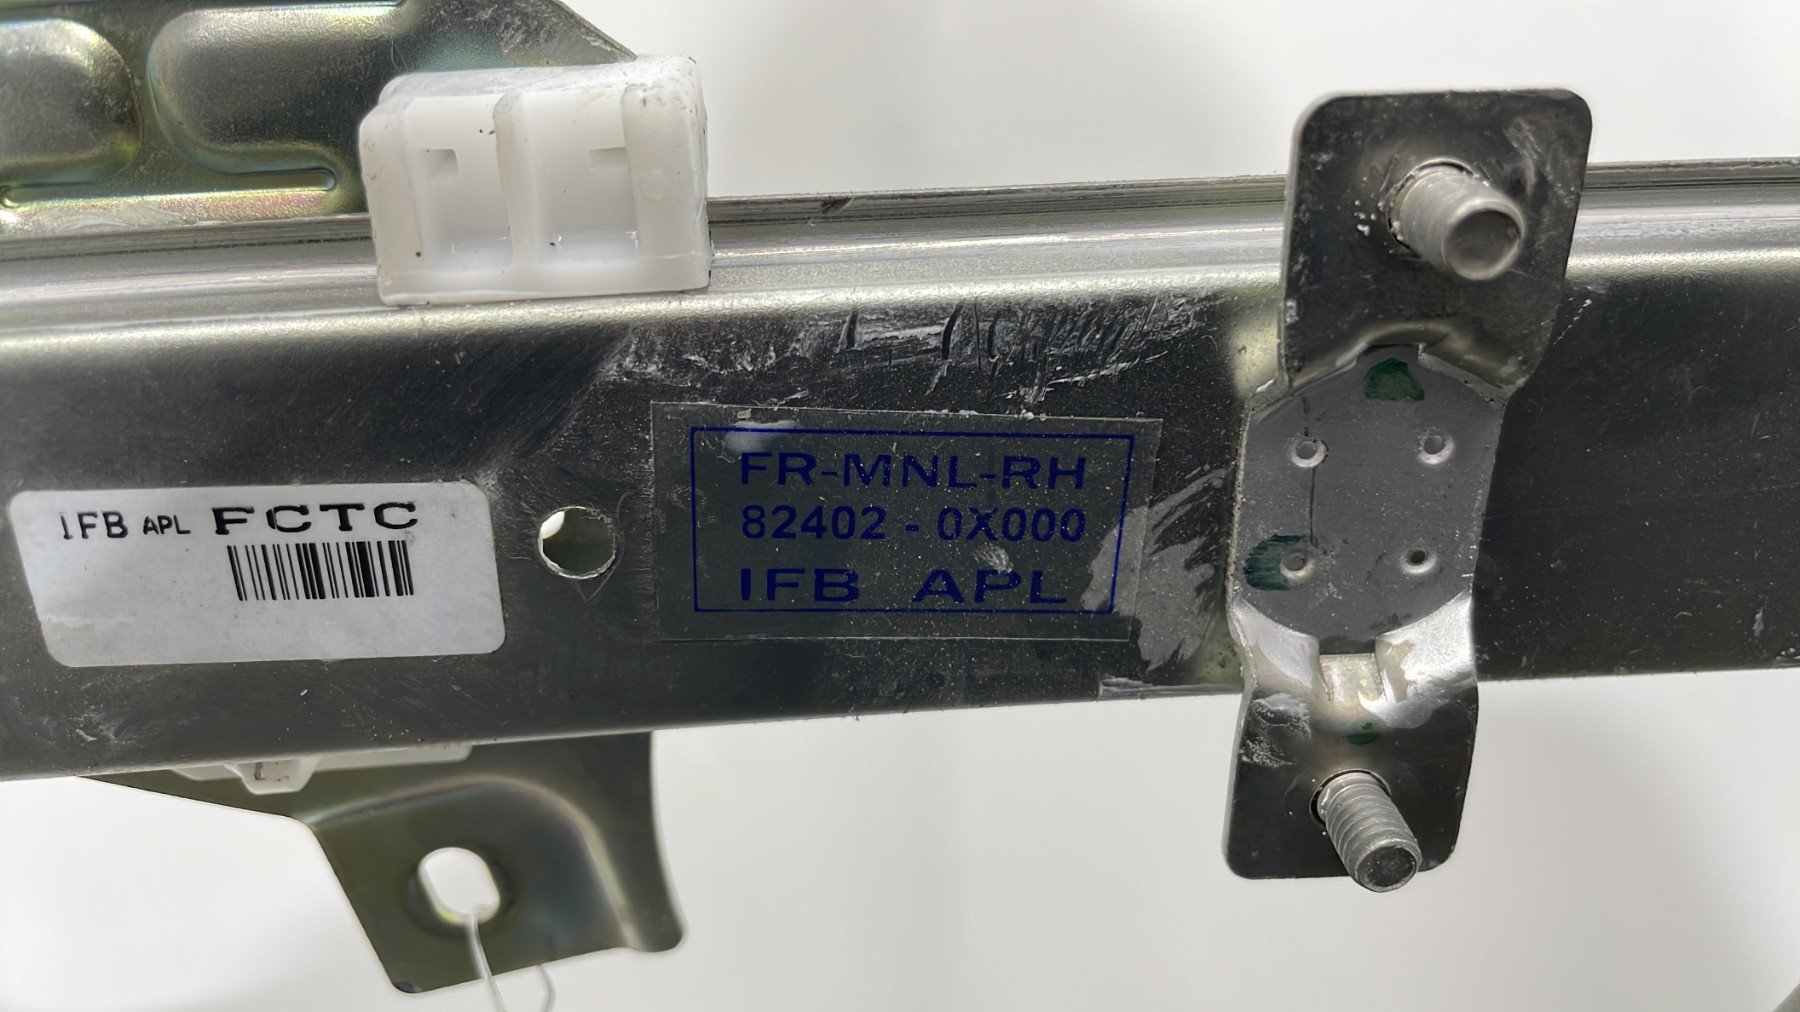 IFB APL FCTC
FR-MNL-RH
82402 - 0X000
IFB APL